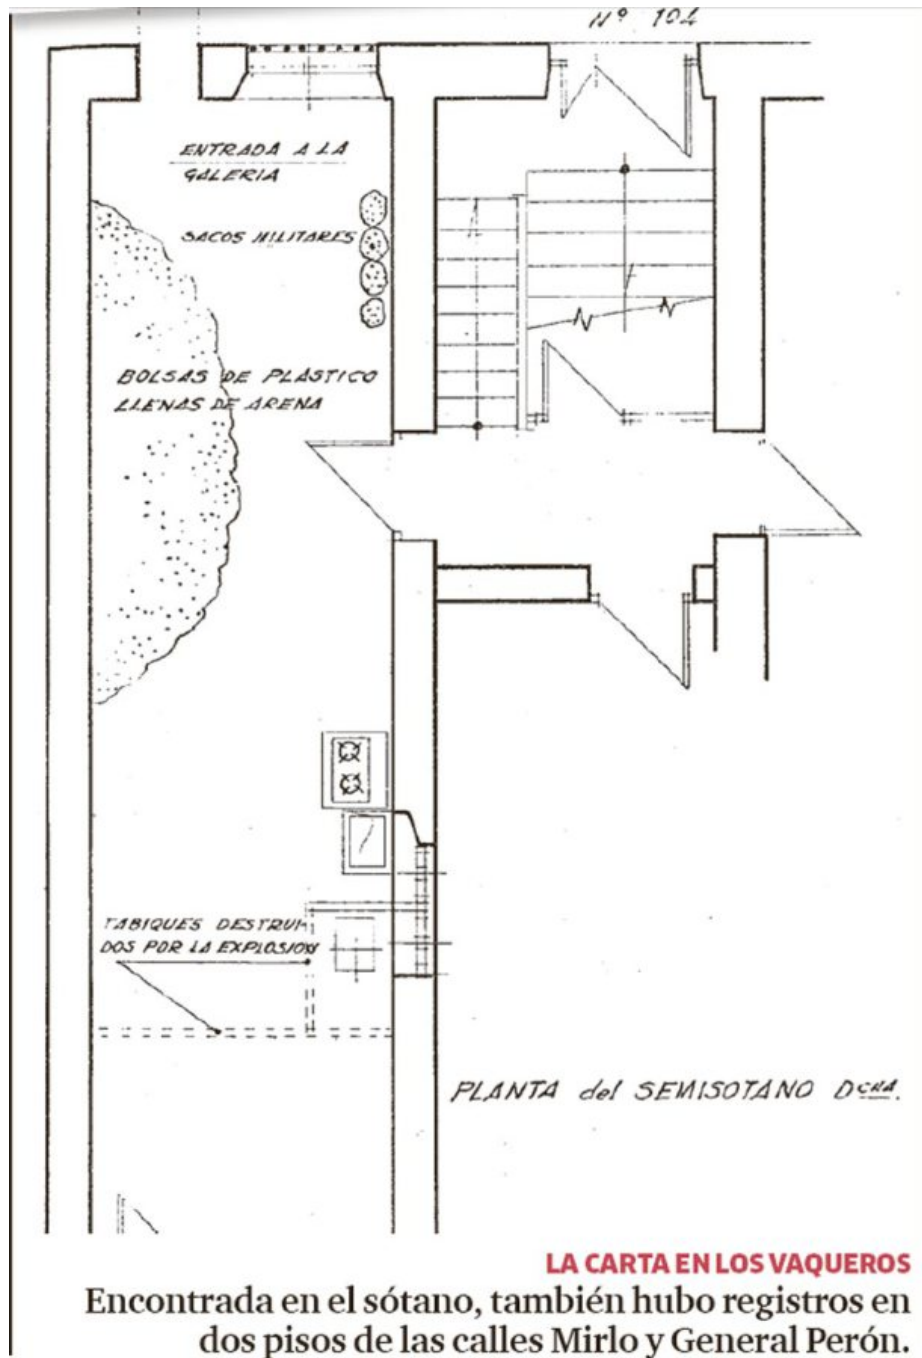 Nº 104
ENTRADA A LA
GALERIA
SACOS MILITARES
BOLSAS DE PLASTICO
LLENAS DE ARENA
TABIQUES DESTRUI-
DOS POR LA EXPLOSION
PLANTA del SEMISOTANO Dcha.
LA CARTA EN LOS VAQUEROS
Encontrada en el sótano, también hubo registros en
dos pisos de las calles Mirlo y General Perón.